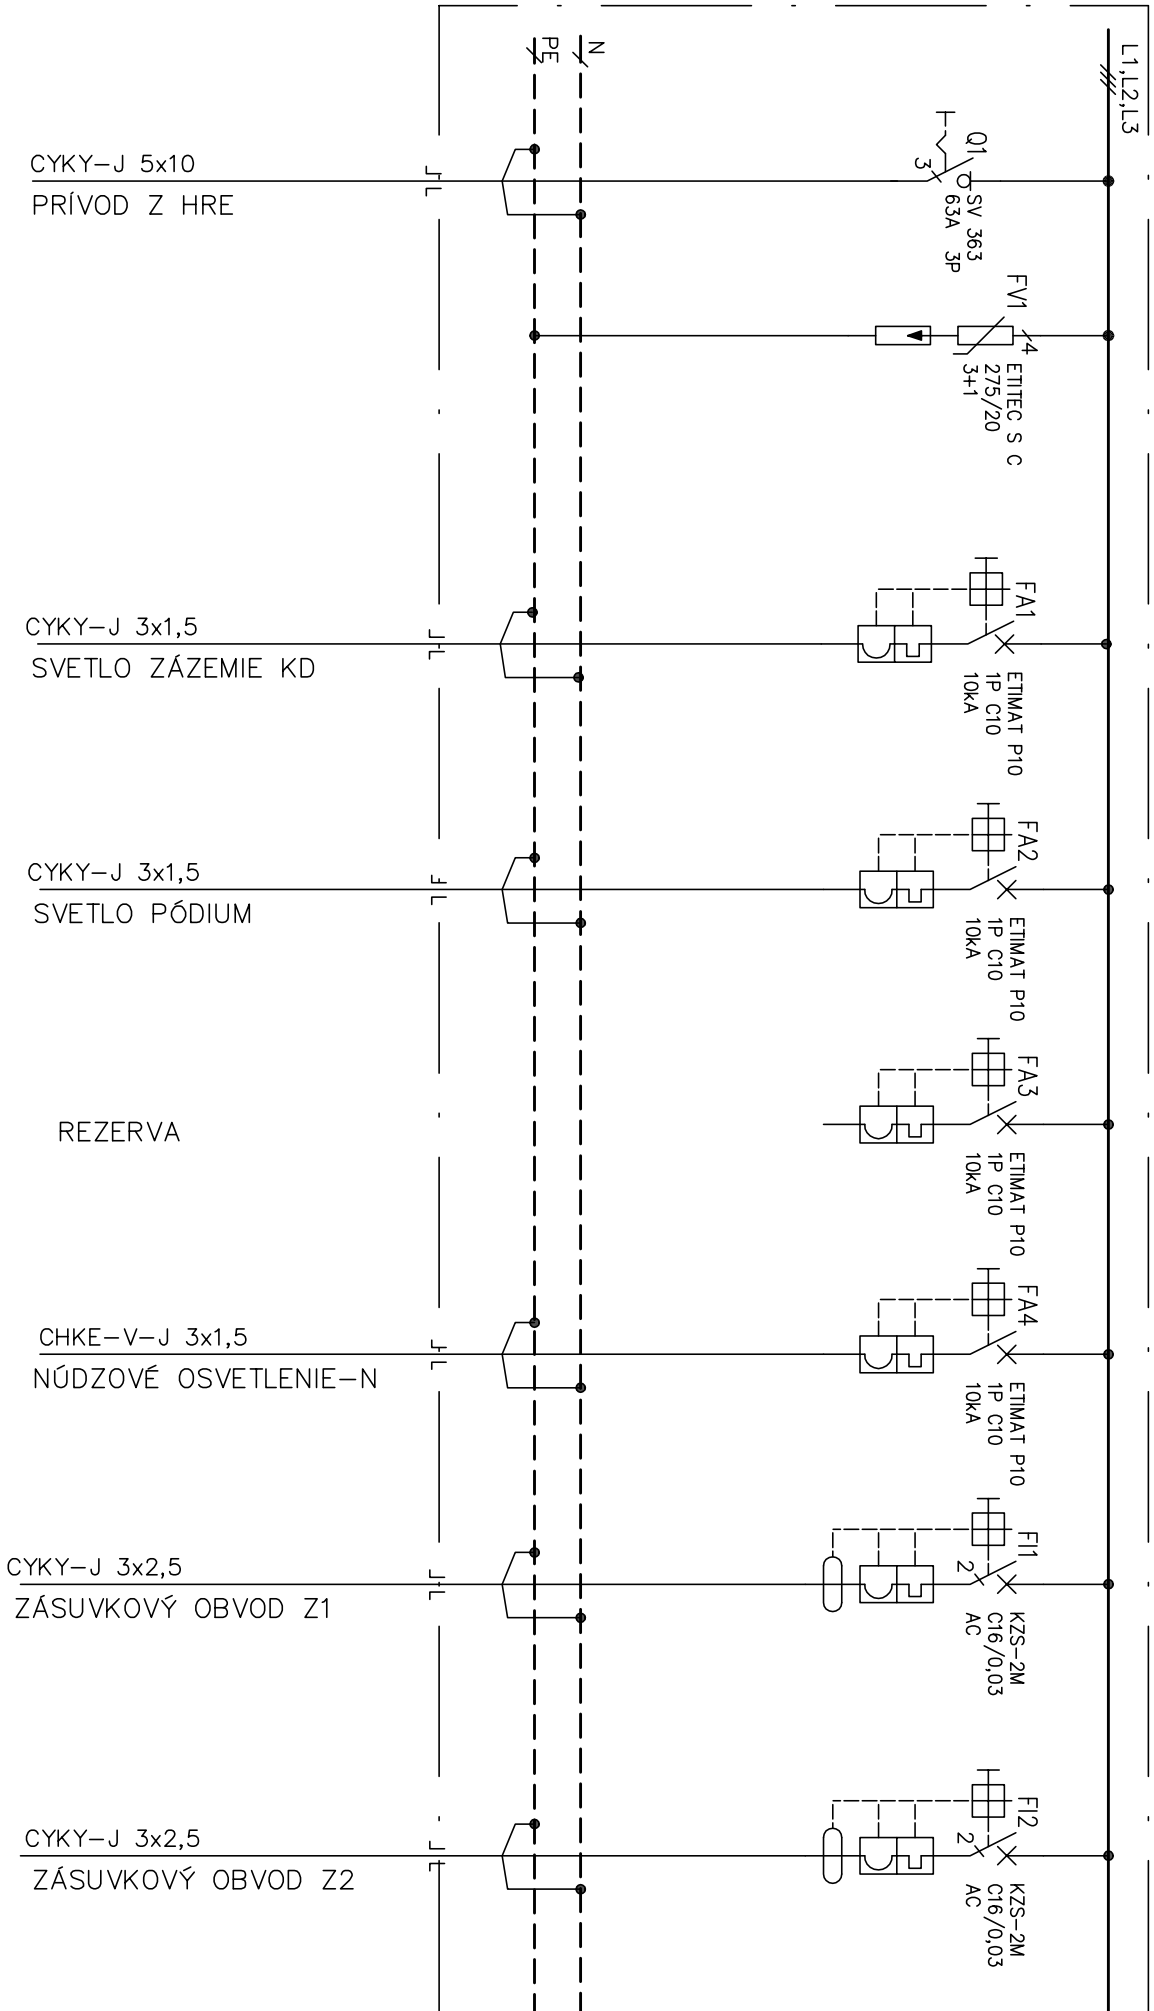 PE
N
L1,L2,L3
CYKY-J 5x10
PRÍVOD Z HRE
Q1
3
SV 363
63A 3P
FV1
4
ETITEC S C
275/20
3+1
CYKY-J 3x1,5
SVETLO ZÁZEMIE KD
FA1
ETIMAT P10
1P C10
10kA
CYKY-J 3x1,5
SVETLO PÓDIUM
FA2
ETIMAT P10
1P C10
10kA
REZERVA
FA3
ETIMAT P10
1P C10
10kA
CHKE-V-J 3x1,5
NÚDZOVÉ OSVETLENIE-N
FA4
ETIMAT P10
1P C10
10kA
CYKY-J 3x2,5
ZÁSUVKOVÝ OBVOD Z1
FI1
2
KZS-2M
C16/0,03
AC
CYKY-J 3x2,5
ZÁSUVKOVÝ OBVOD Z2
FI2
2
KZS-2M
C16/0,03
AC